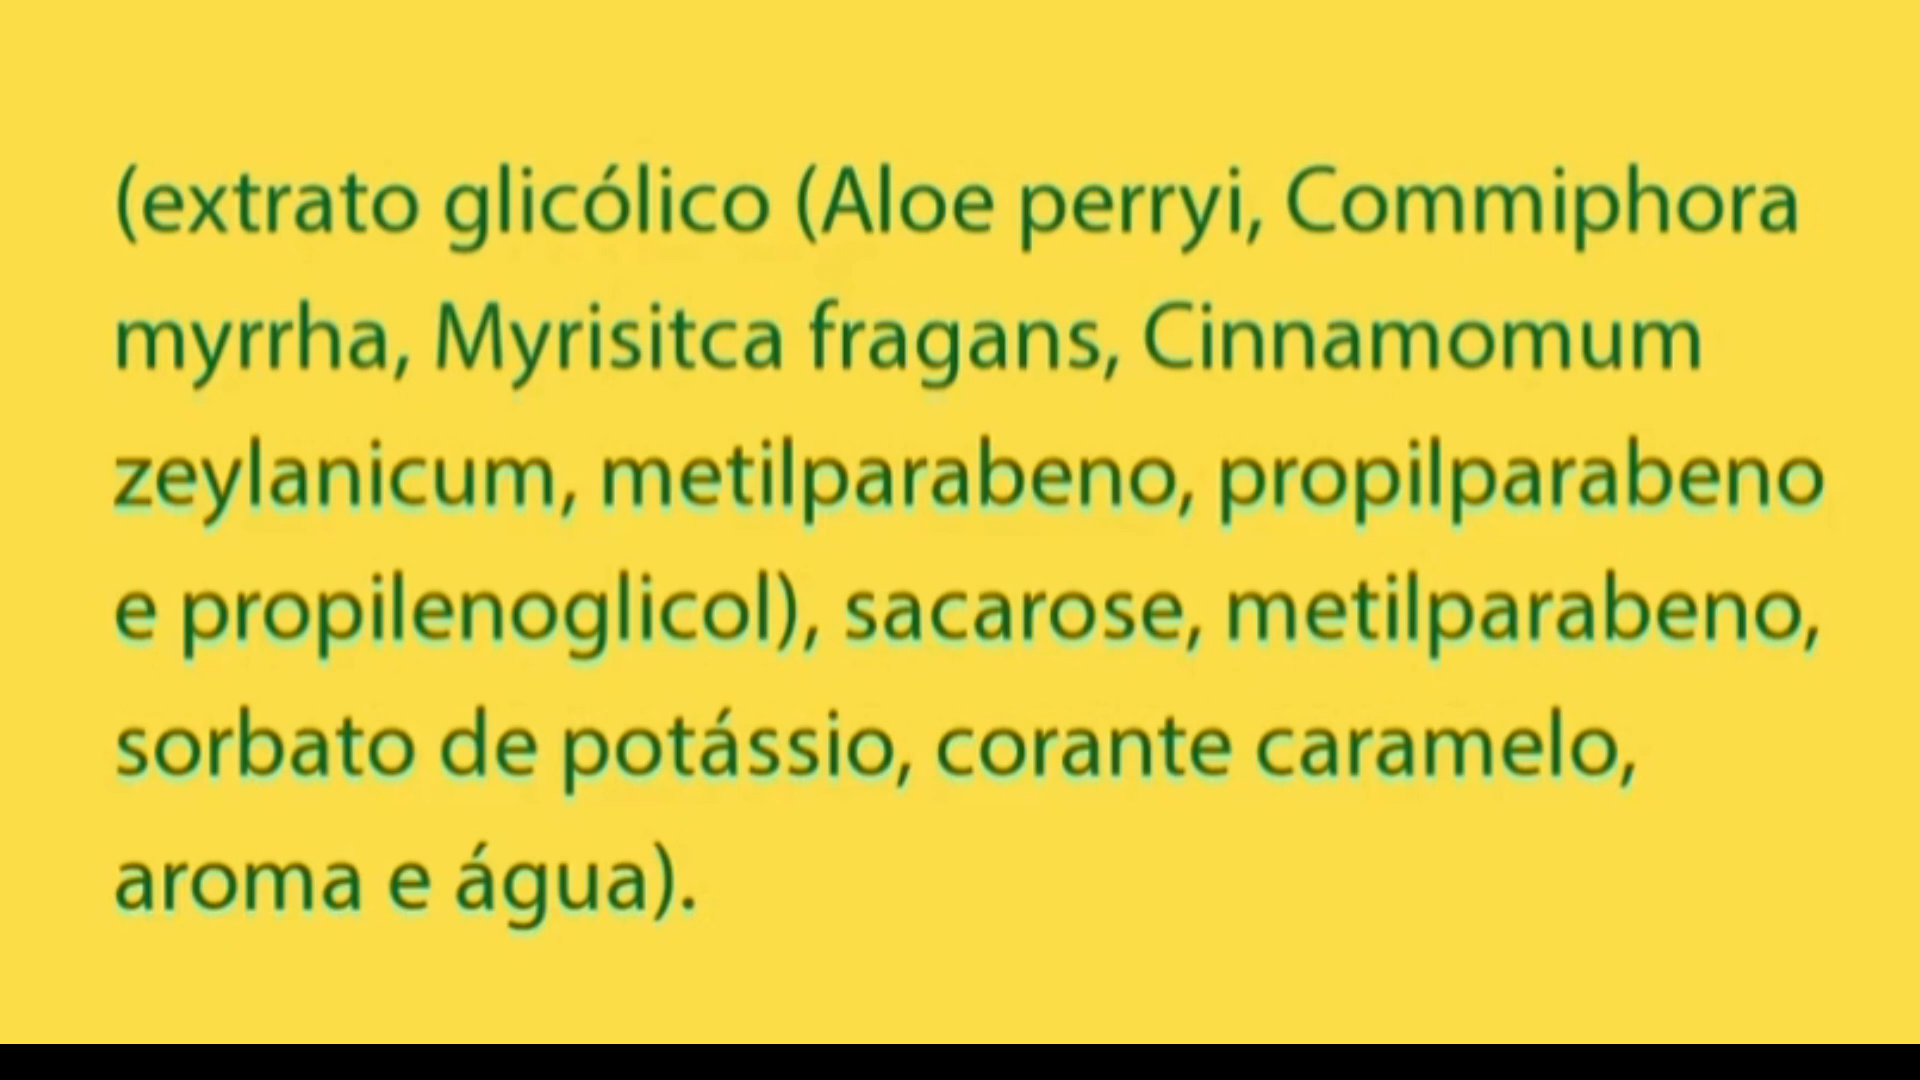 (extrato glicólico (Aloe perryi, Commiphora
myrrha, Myrisitca fragans, Cinnamomum
zeylanicum, metilparabeno, propilparabeno
e propilenoglicol), sacarose, metilparabeno,
sorbato de potássio, corante caramelo,
aroma e água).